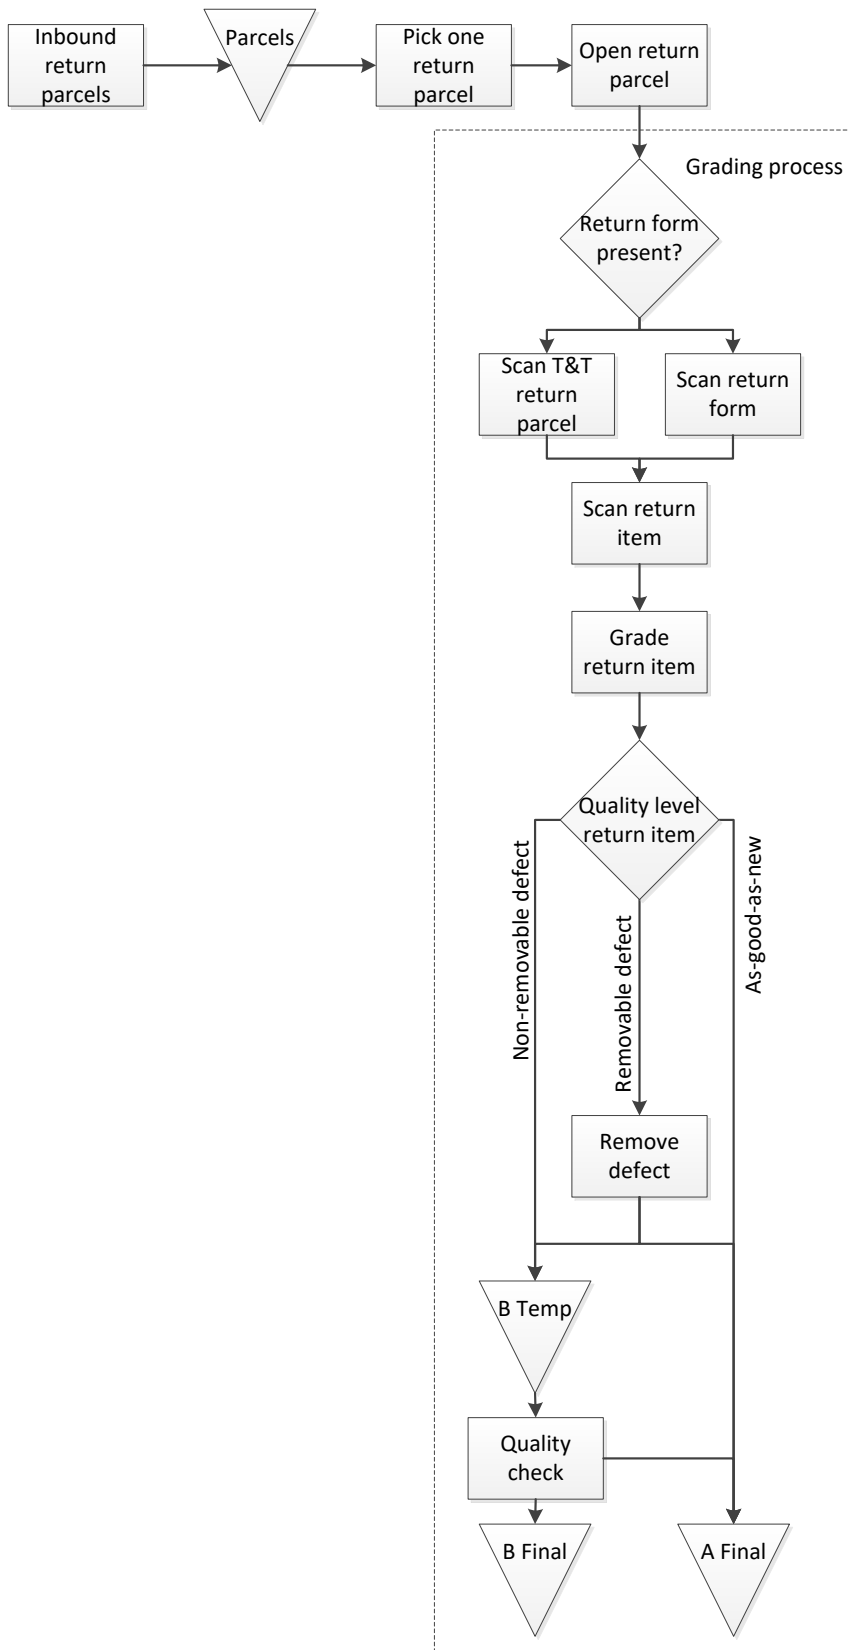 Inbound
return
parcels
Parcels
Pick one
return
parcel
Open return
parcel
Grading process
Return form
present?
Scan T&T
return
parcel
Scan return
form
Scan return
item
Grade
return item
Quality level
return item
Non-removable defect
Removable defect
As-good-as-new
Remove
defect
B Temp
Quality
check
B Final
A Final